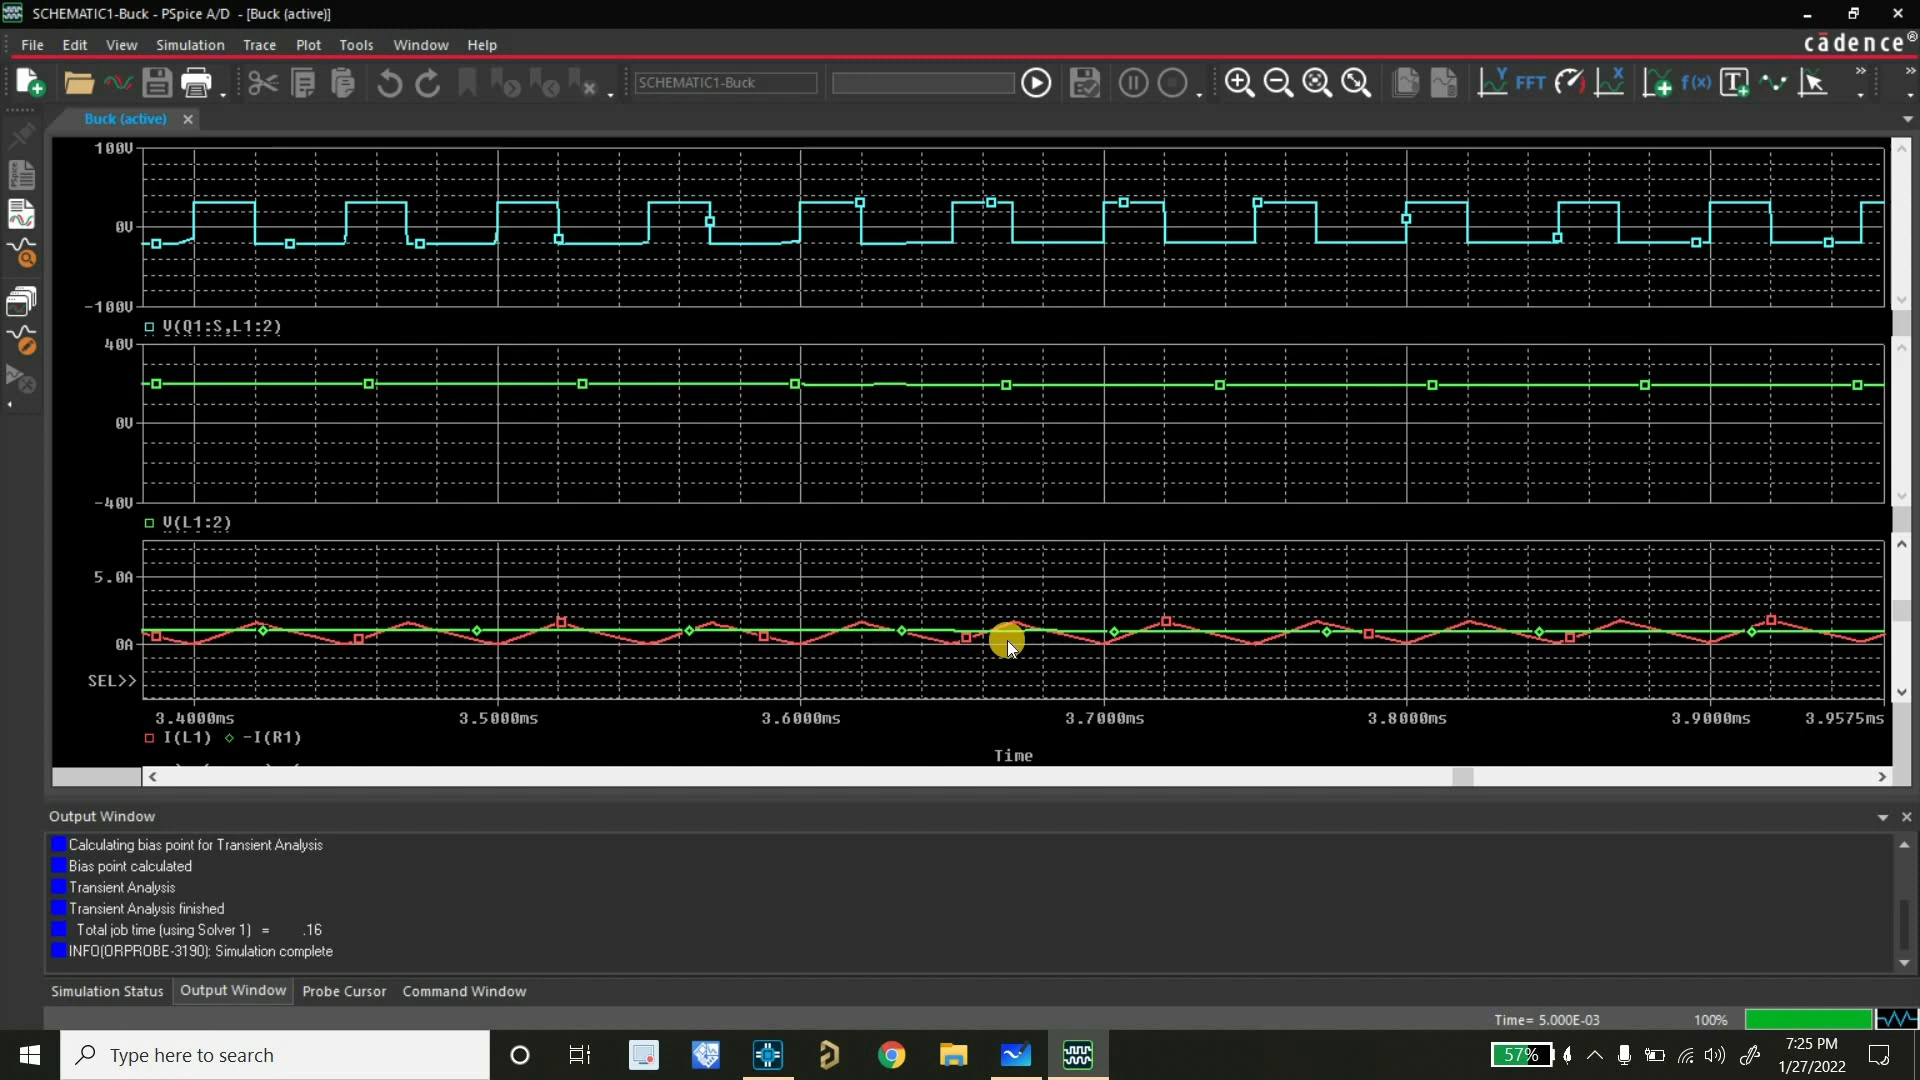 SCHEMATIC1-Buck - PSpice A/D - [Buck (active)]
File Edit View Simulation Trace Plot Tools Window Help
cādence®
SCHEMATIC1-Buck
FFT
f(x)
Buck (active)
100V
0V
-100V
V(Q1:S,L1:2)
40V
0V
-40V
V(L1:2)
5.0A
0A
SEL>>
3.4000ms 3.5000ms 3.6000ms 3.7000ms 3.8000ms 3.9000ms 3.9575ms
I(L1) -I(R1)
Time
Output Window
Calculating bias point for Transient Analysis
Bias point calculated
Transient Analysis
Transient Analysis finished
Total job time (using Solver 1) = .16
INFO(ORPROBE-3190): Simulation complete
Simulation Status Output Window Probe Cursor Command Window
Time= 5.000E-03 100%
Type here to search
57%
7:25 PM
1/27/2022